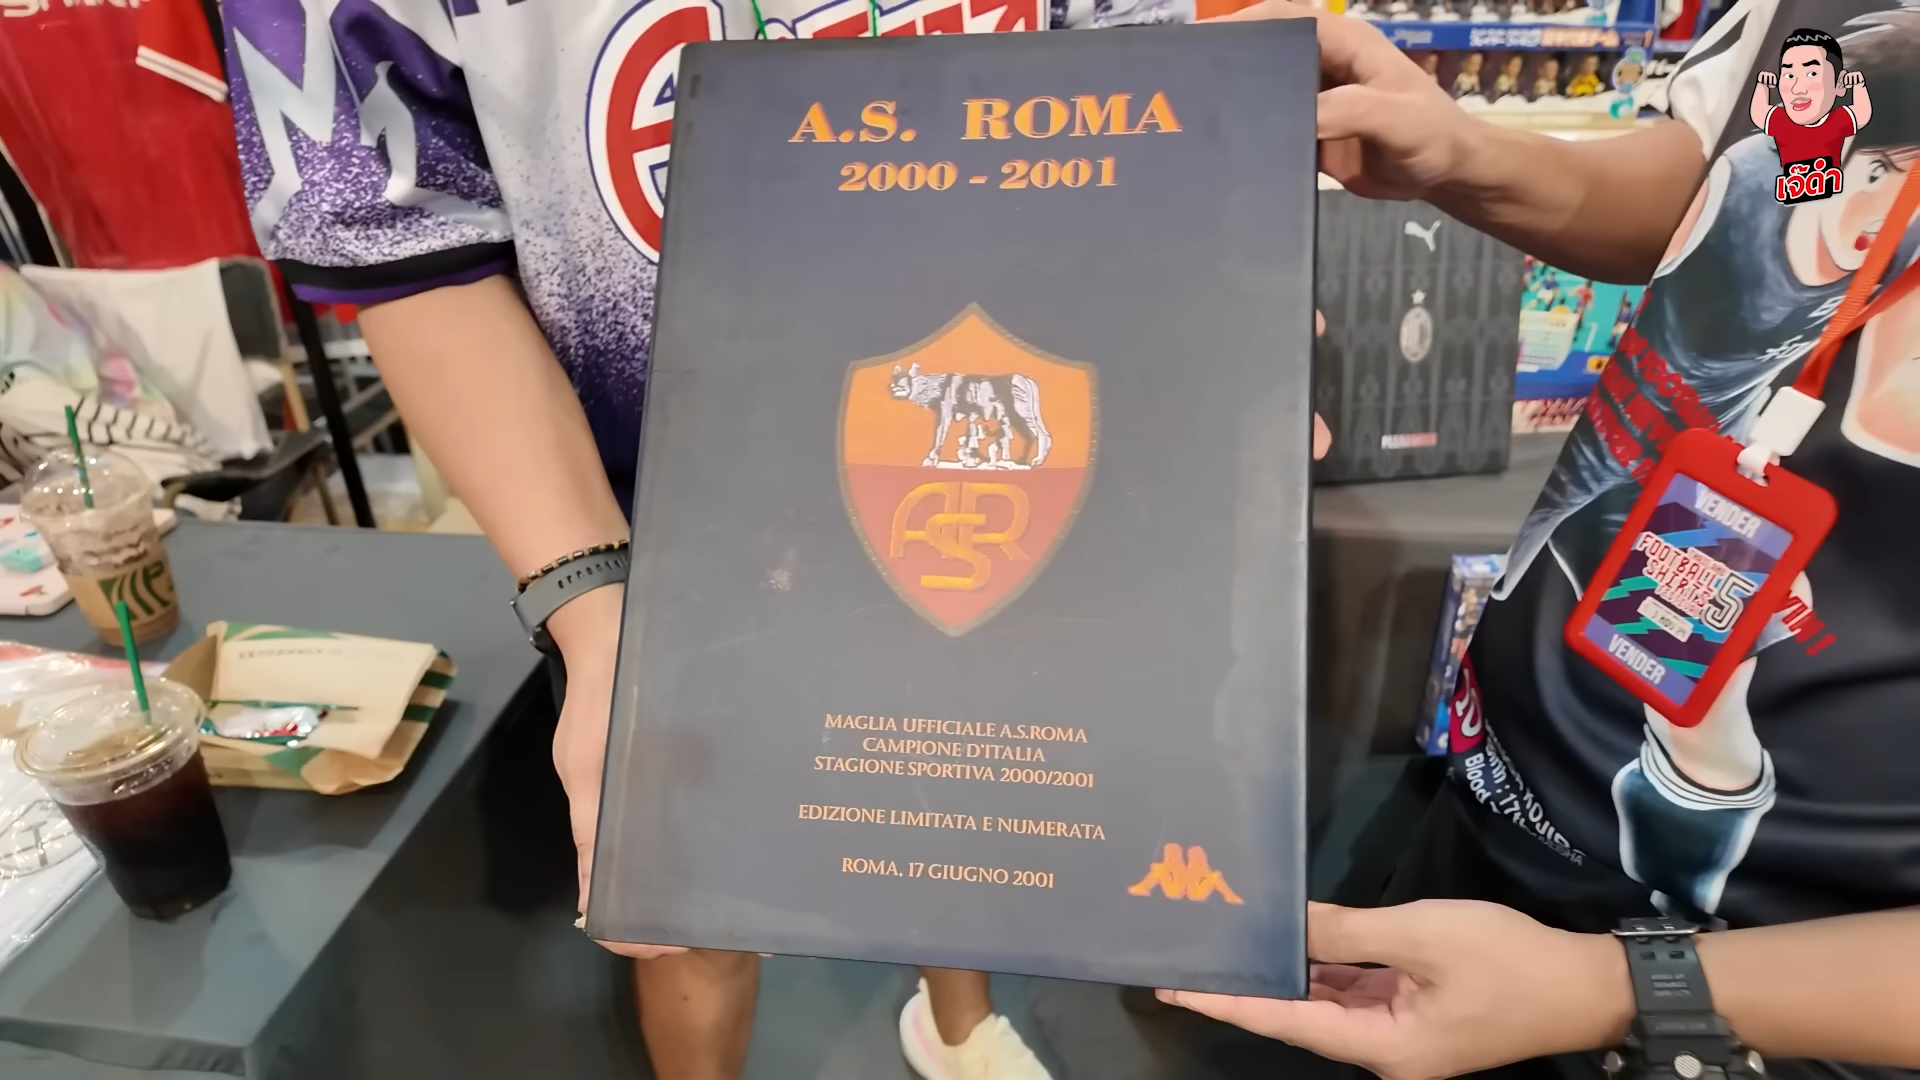 A.S. ROMA
2000 - 2001
MAGLIA UFFICIALE A.S.ROMA
CAMPIONE D'ITALIA
STAGIONE SPORTIVA 2000/2001
EDIZIONE LIMITATA E NUMERATA
ROMA, 17 GIUGNO 2001
ASR
เจ๊ดำ
VENDER
FOOTBALL
SHIRTS
5
VENDER